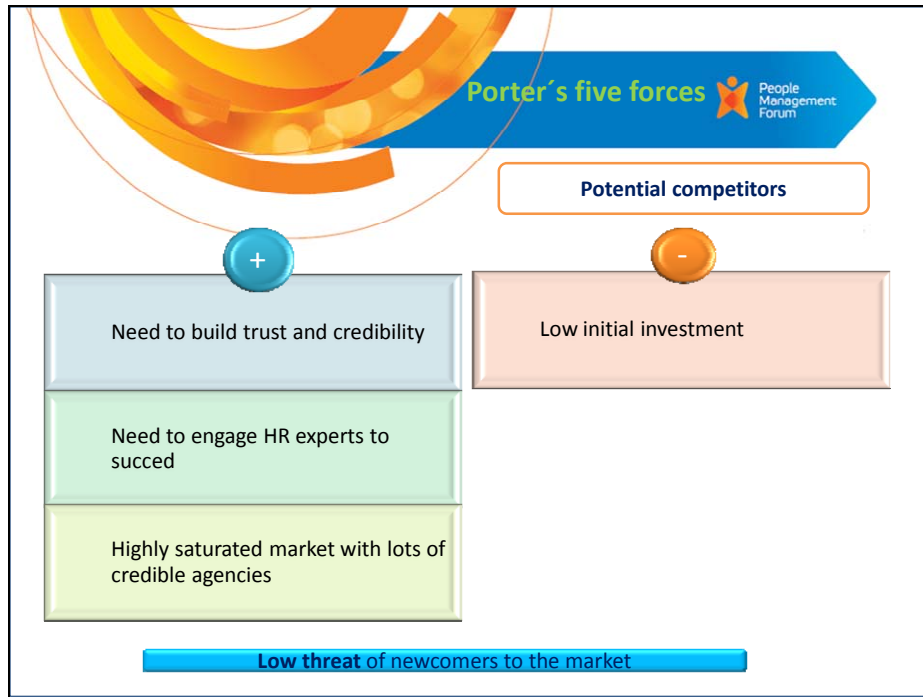 Porter´s five forces
People
Management
Forum
Potential competitors
+
-
Need to build trust and credibility
Low initial investment
Need to engage HR experts to
succed
Highly saturated market with lots of
credible agencies
Low threat of newcomers to the market